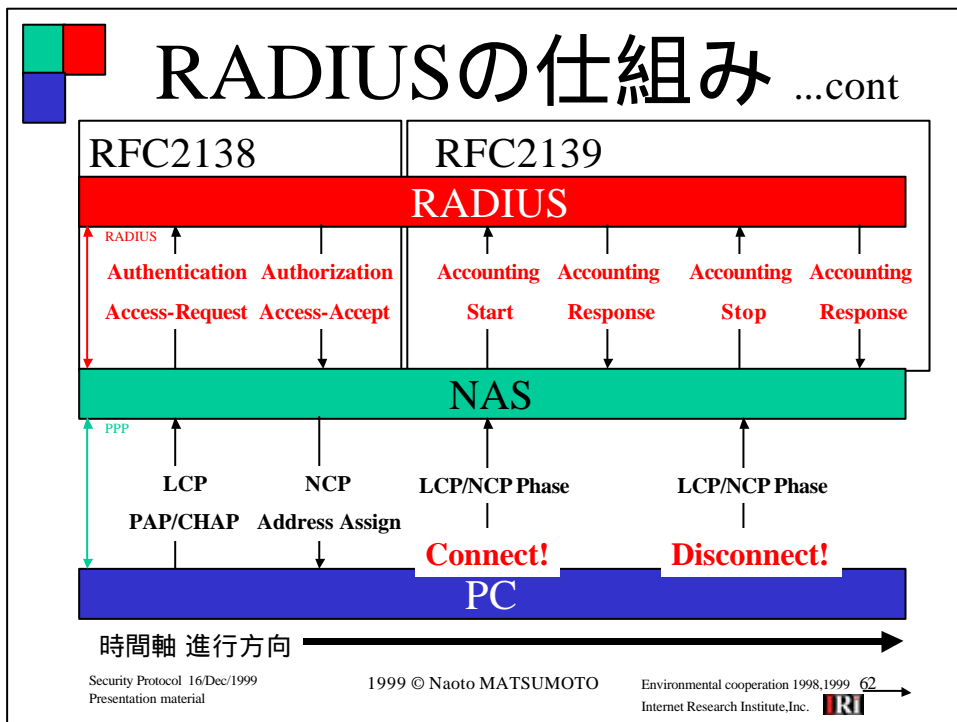 RADIUSの仕組み ...cont
RFC2138
RFC2139
RADIUS
RADIUS
Authentication
Access-Request
Authorization
Access-Accept
Accounting
Start
Accounting
Response
Accounting
Stop
Accounting
Response
NAS
PPP
LCP
PAP/CHAP
NCP
Address Assign
LCP/NCP Phase
Connect!
LCP/NCP Phase
Disconnect!
PC
時間軸 進行方向
Security Protocol 16/Dec/1999
Presentation material
1999 © Naoto MATSUMOTO
Environmental cooperation 1998,1999 62
Internet Research Institute,Inc. IRi